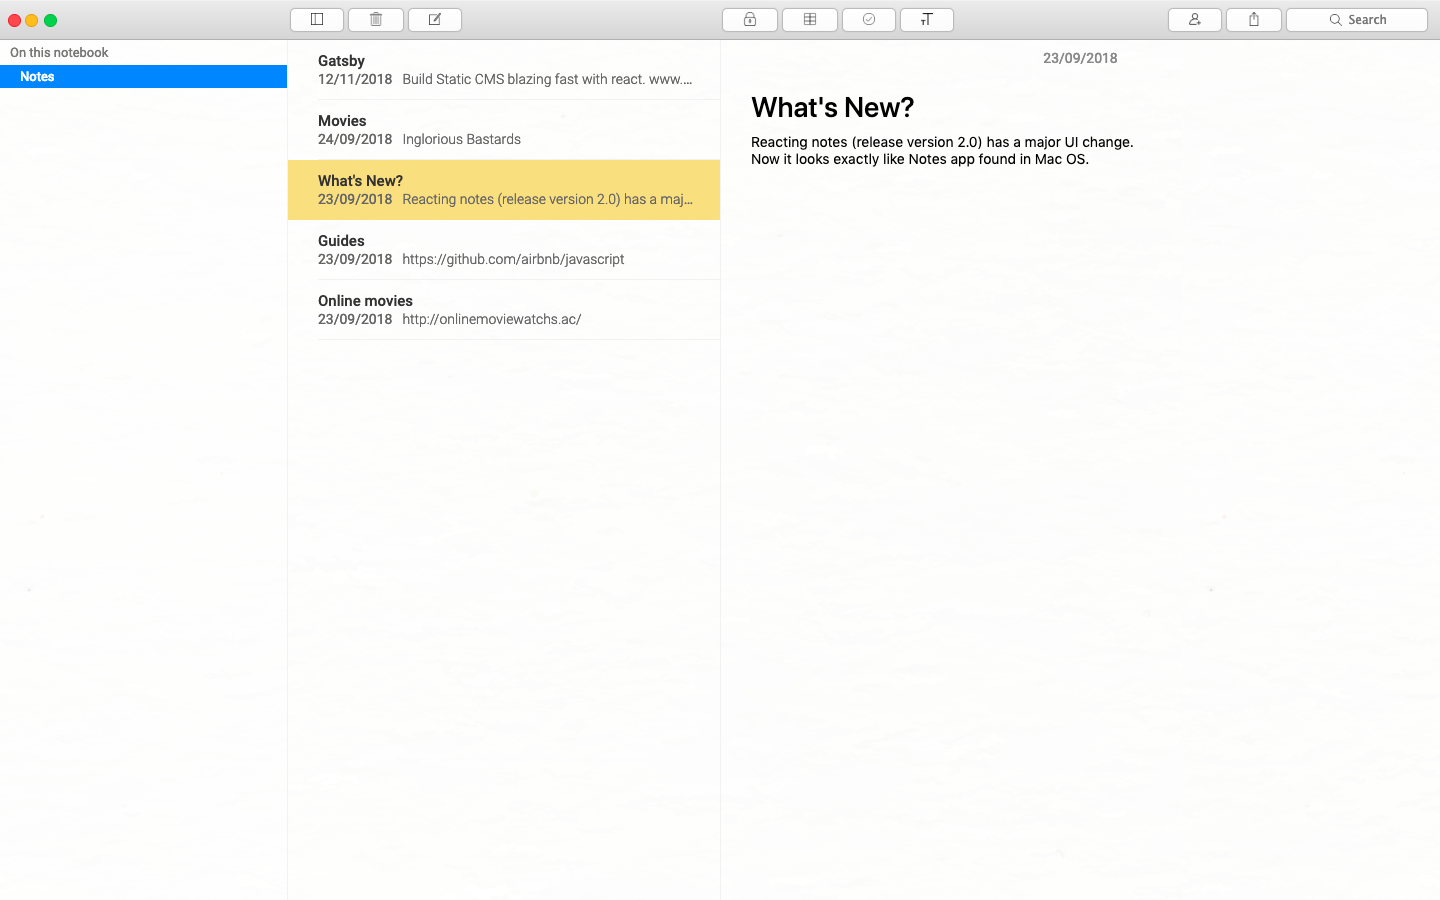 Search
On this notebook
Notes
Gatsby
12/11/2018 Build Static CMS blazing fast with react. www....
Movies
24/09/2018 Inglorious Bastards
What's New?
23/09/2018 Reacting notes (release version 2.0) has a maj...
Guides
23/09/2018 https://github.com/airbnb/javascript
Online movies
23/09/2018 http://onlinemoviewatchs.ac/
23/09/2018
What's New?
Reacting notes (release version 2.0) has a major UI change.
Now it looks exactly like Notes app found in Mac OS.